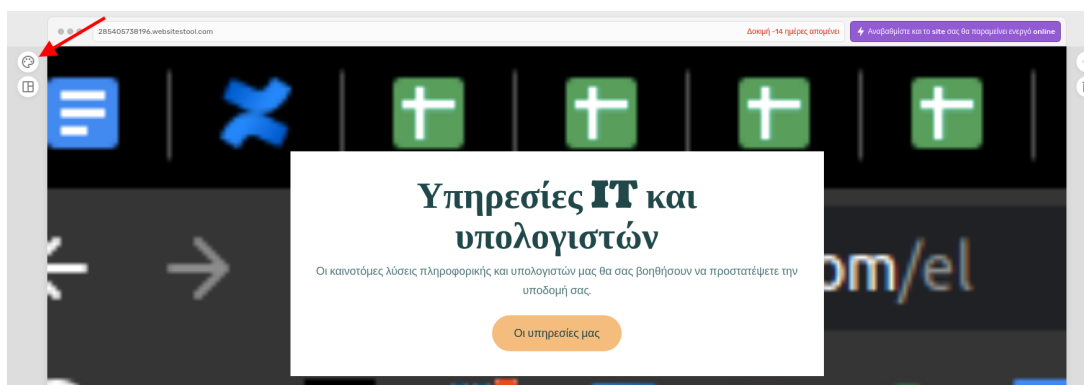 285405738196.websitestool.com
Δοκιμή -14 ημέρες απομένει
Αναβαθμίστε και το site σας θα παραμείνει ενεργό online
Υπηρεσίες IT και
υπολογιστών
Οι καινοτόμες λύσεις πληροφορικής και υπολογιστών μας θα σας βοηθήσουν να προστατέψετε την
υποδομή σας.
om/el
Οι υπηρεσίες μας